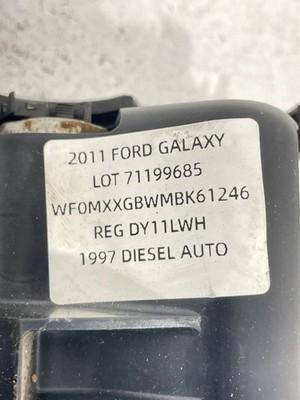 2011 FORD GALAXY
LOT 71199685
WF0MXXGBWMBK61246
REG DY11LWH
1997 DIESEL AUTO